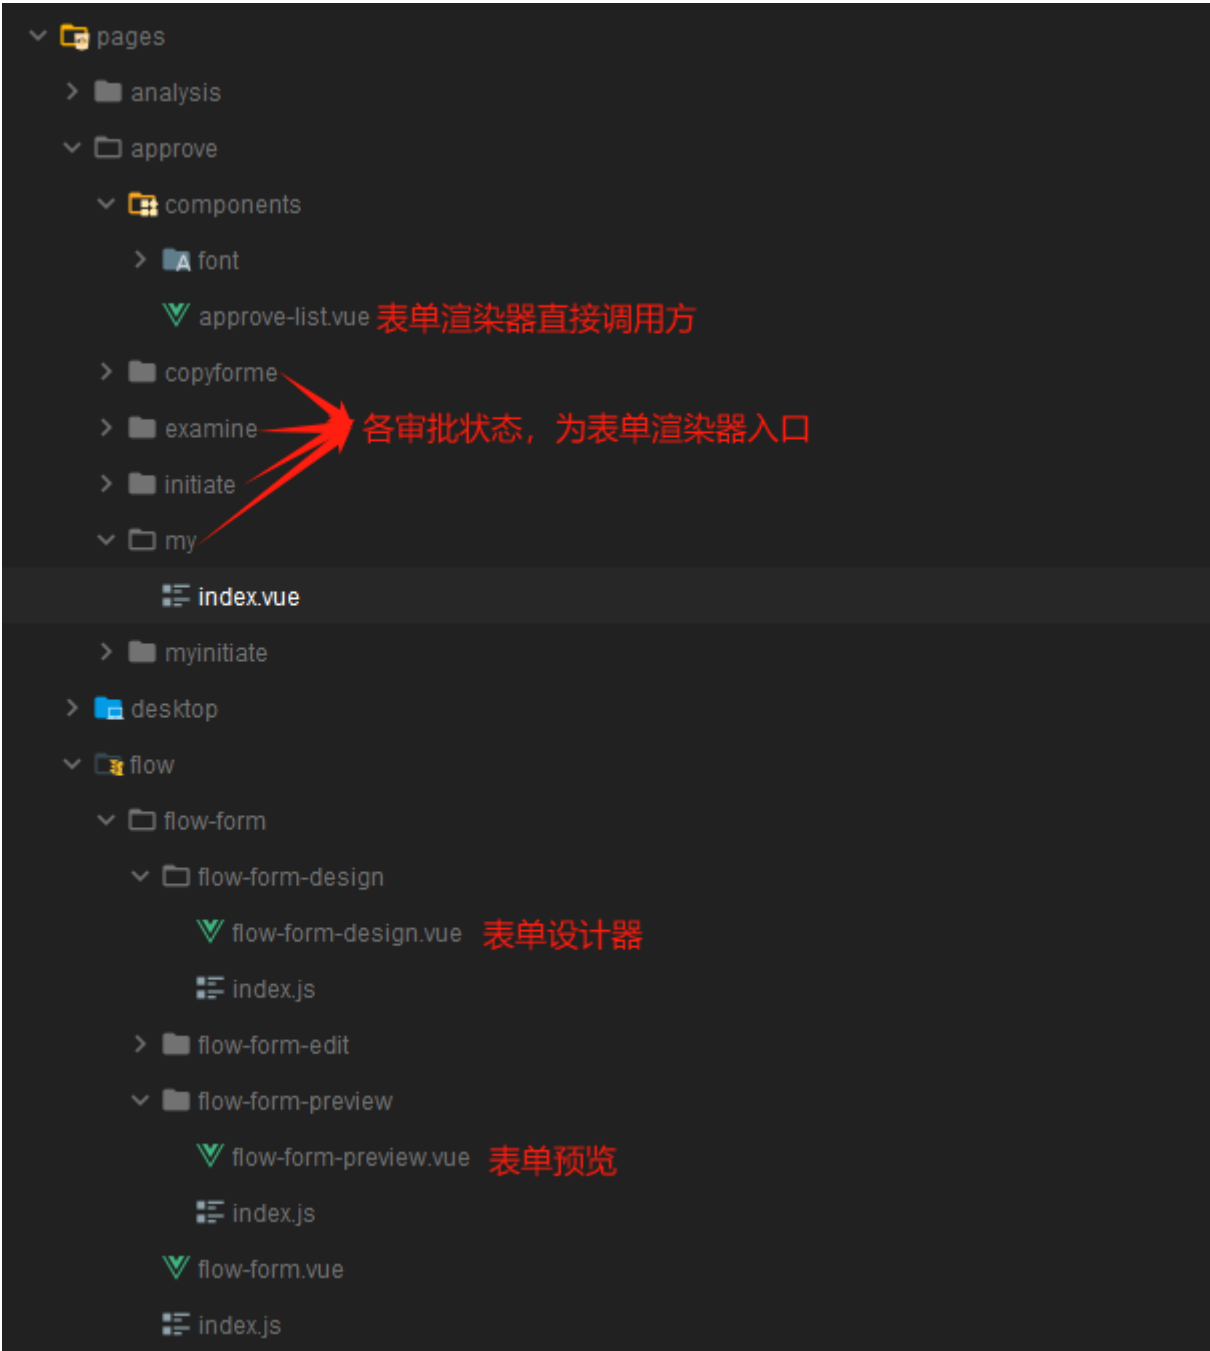 pages
analysis
approve
components
font
approve-list.vue 表单渲染器直接调用方
copyforme
examine 各审批状态，为表单渲染器入口
initiate
my
index.vue
myinitiate
desktop
flow
flow-form
flow-form-design
flow-form-design.vue 表单设计器
index.js
flow-form-edit
flow-form-preview
flow-form-preview.vue 表单预览
index.js
flow-form.vue
index.js